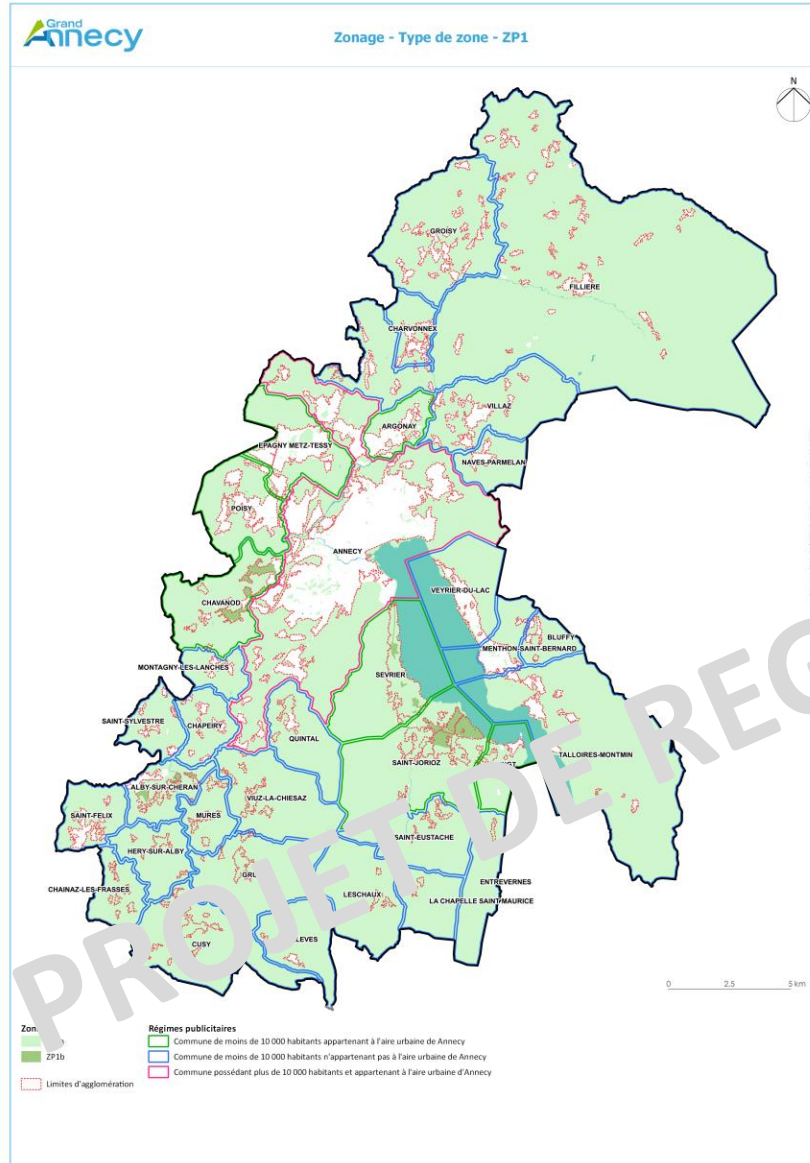 Grand
Annecy
Zonage - Type de zone - ZP1
N
GROISY
FILLIERE
CHARVONNEX
VILLAZ
ARGONAY
EPAGNY METZ-TESSY
NAVES-PARMELAN
POISY
ANNECY
VEYRIER-DU-LAC
CHAVANOD
BLUFFY
MENTHON-SAINT-BERNARD
MONTAGNY-LES-LANCHES
SEVRIER
SAINT-SYLVESTRE
CHAPEIRY
QUINTAL
TALLOIRES-MONTMIN
SAINT-JORIOZ
ALBY-SUR-CHERAN
VIUZ-LA-CHIESAZ
SAINT-FELIX
MURES
SAINT-EUSTACHE
HERY-SUR-ALBY
GRU
ENTREVERNES
CHAINAZ-LES-FRASSES
LESCHAUX
LA CHAPELLE SAINT-MAURICE
CUSY
LEVES
PROJET DE REG
0 2.5 5 km
Régimes publicitaires
Commune de moins de 10 000 habitants appartenant à l'aire urbaine de Annecy
ZP1b
Commune de moins de 10 000 habitants n'appartenant pas à l'aire urbaine de Annecy
Commune possédant plus de 10 000 habitants et appartenant à l'aire urbaine d'Annecy
Limites d'agglomération